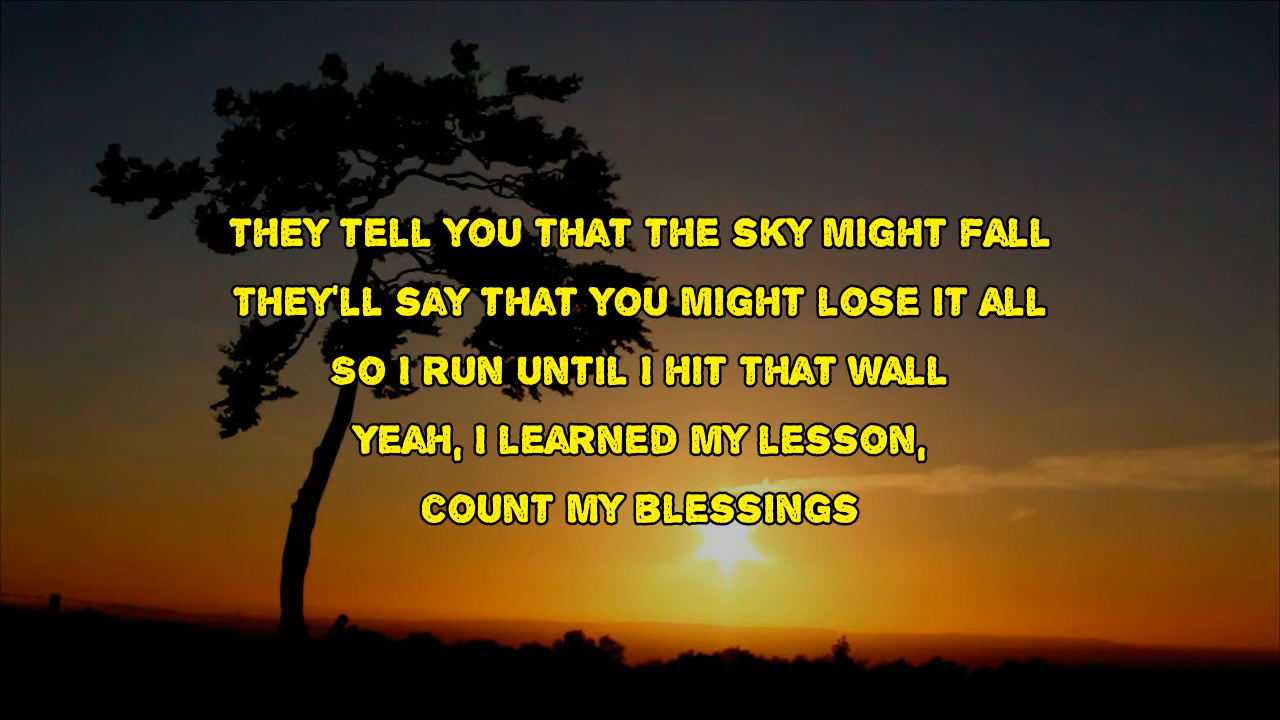 THEY TELL YOU THAT THE SKY MIGHT FALL
THEY'LL SAY THAT YOU MIGHT LOSE IT ALL
SO I RUN UNTIL I HIT THAT WALL
YEAH, I LEARNED MY LESSON,
COUNT MY BLESSINGS